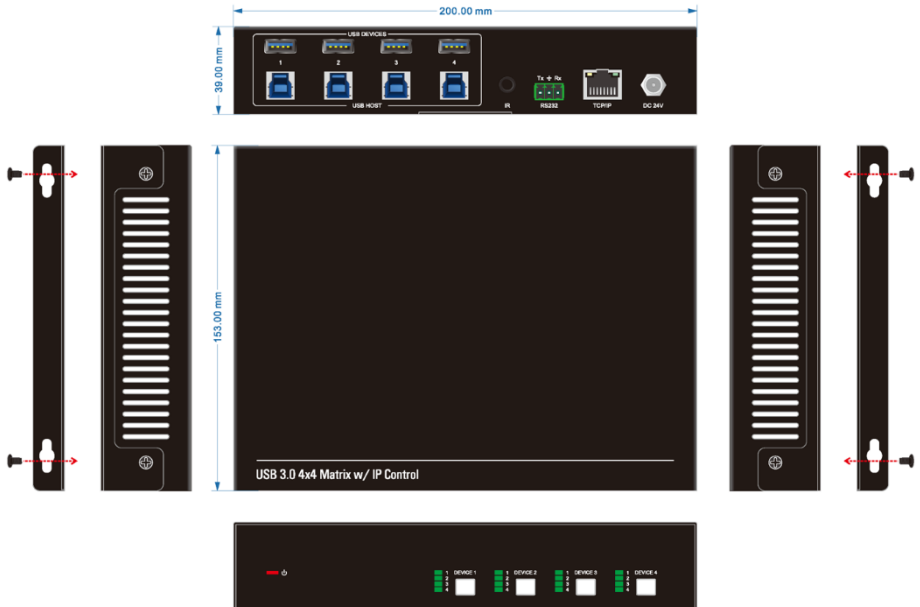 200.00 mm
39.00 mm
USB DEVICES
1 2 3 4
USB HOST
IR
Tx Rx
RS232
TCP/IP
DC 24V
153.00 mm
USB 3.0 4x4 Matrix w/ IP Control
1 DEVICE 1
2
3
4
1 DEVICE 2
2
3
4
1 DEVICE 3
2
3
4
1 DEVICE 4
2
3
4